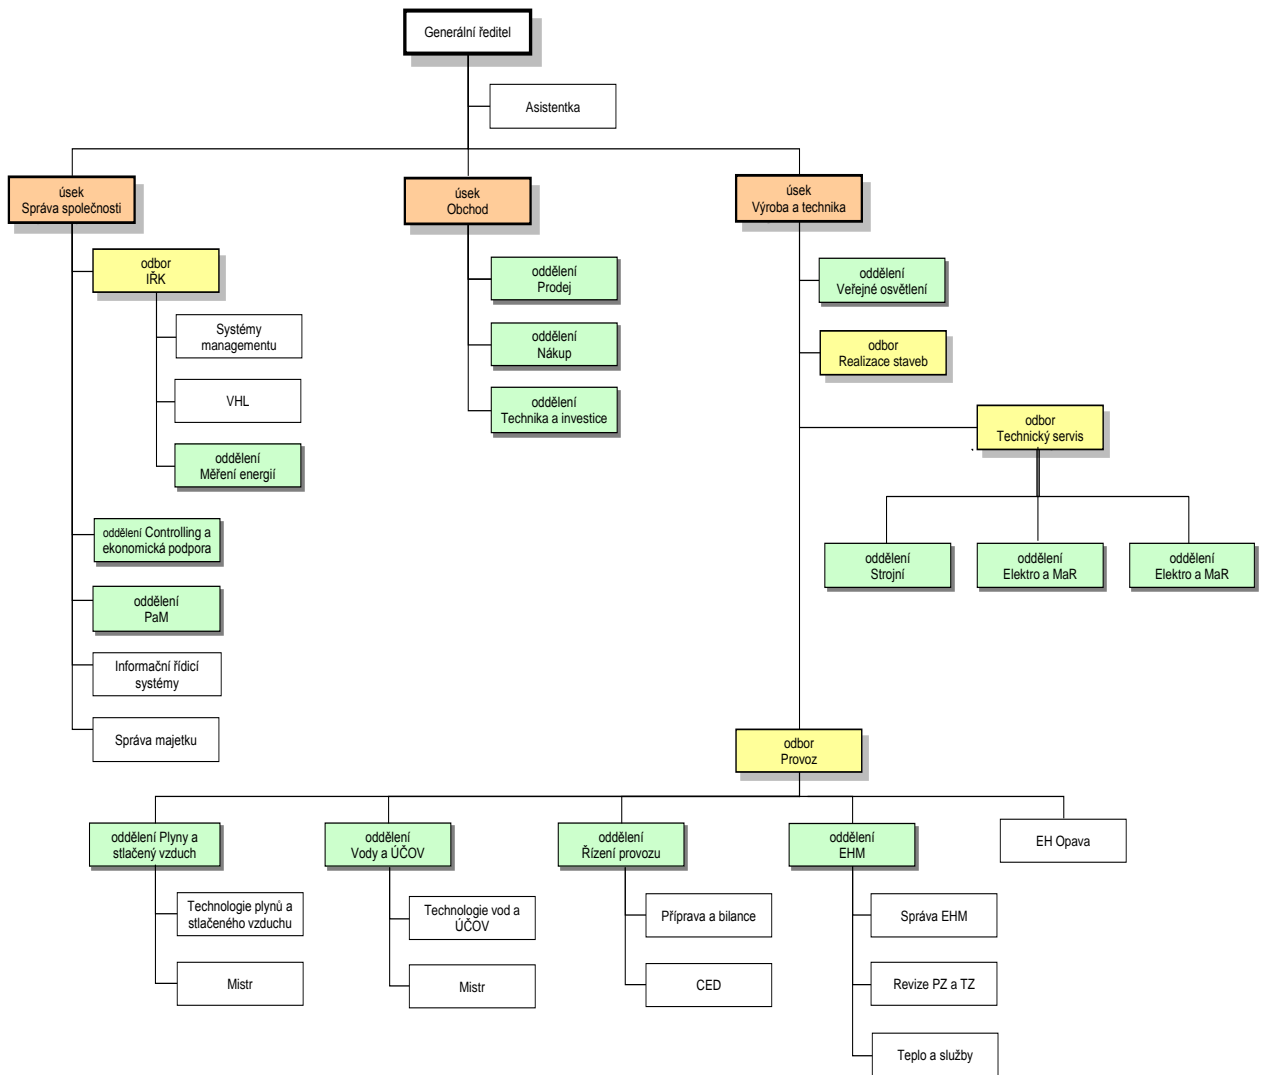 Generální ředitel
Asistentka
úsek
Správa společnosti
úsek
Obchod
úsek
Výroba a technika
odbor
IŘK
Systémy
managementu
VHL
oddělení
Měření energií
oddělení Controlling a
ekonomická podpora
oddělení
PaM
Informační řídicí
systémy
Správa majetku
oddělení
Prodej
oddělení
Nákup
oddělení
Technika a investice
oddělení
Veřejné osvětlení
odbor
Realizace staveb
odbor
Technický servis
oddělení
Strojní
oddělení
Elektro a MaR
oddělení
Elektro a MaR
odbor
Provoz
oddělení Plyny a
stlačený vzduch
Technologie plynů a
stlačeného vzduchu
Mistr
oddělení
Vody a ÚČOV
Technologie vod a
ÚČOV
Mistr
oddělení
Řízení provozu
Příprava a bilance
CED
oddělení
EHM
Správa EHM
Revize PZ a TZ
Teplo a služby
EH Opava